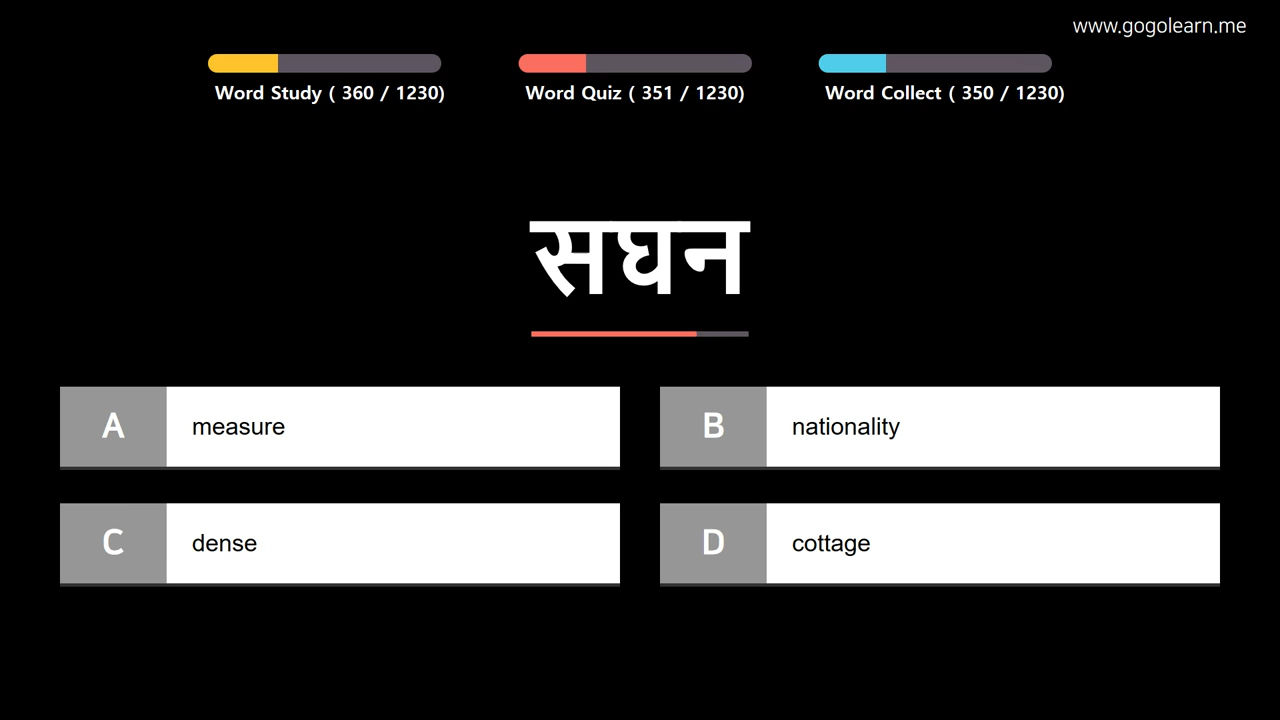 www.gogolearn.me
Word Study ( 360 / 1230)
Word Quiz ( 351 / 1230)
Word Collect ( 350 / 1230)
सघन
A measure
B nationality
C dense
D cottage